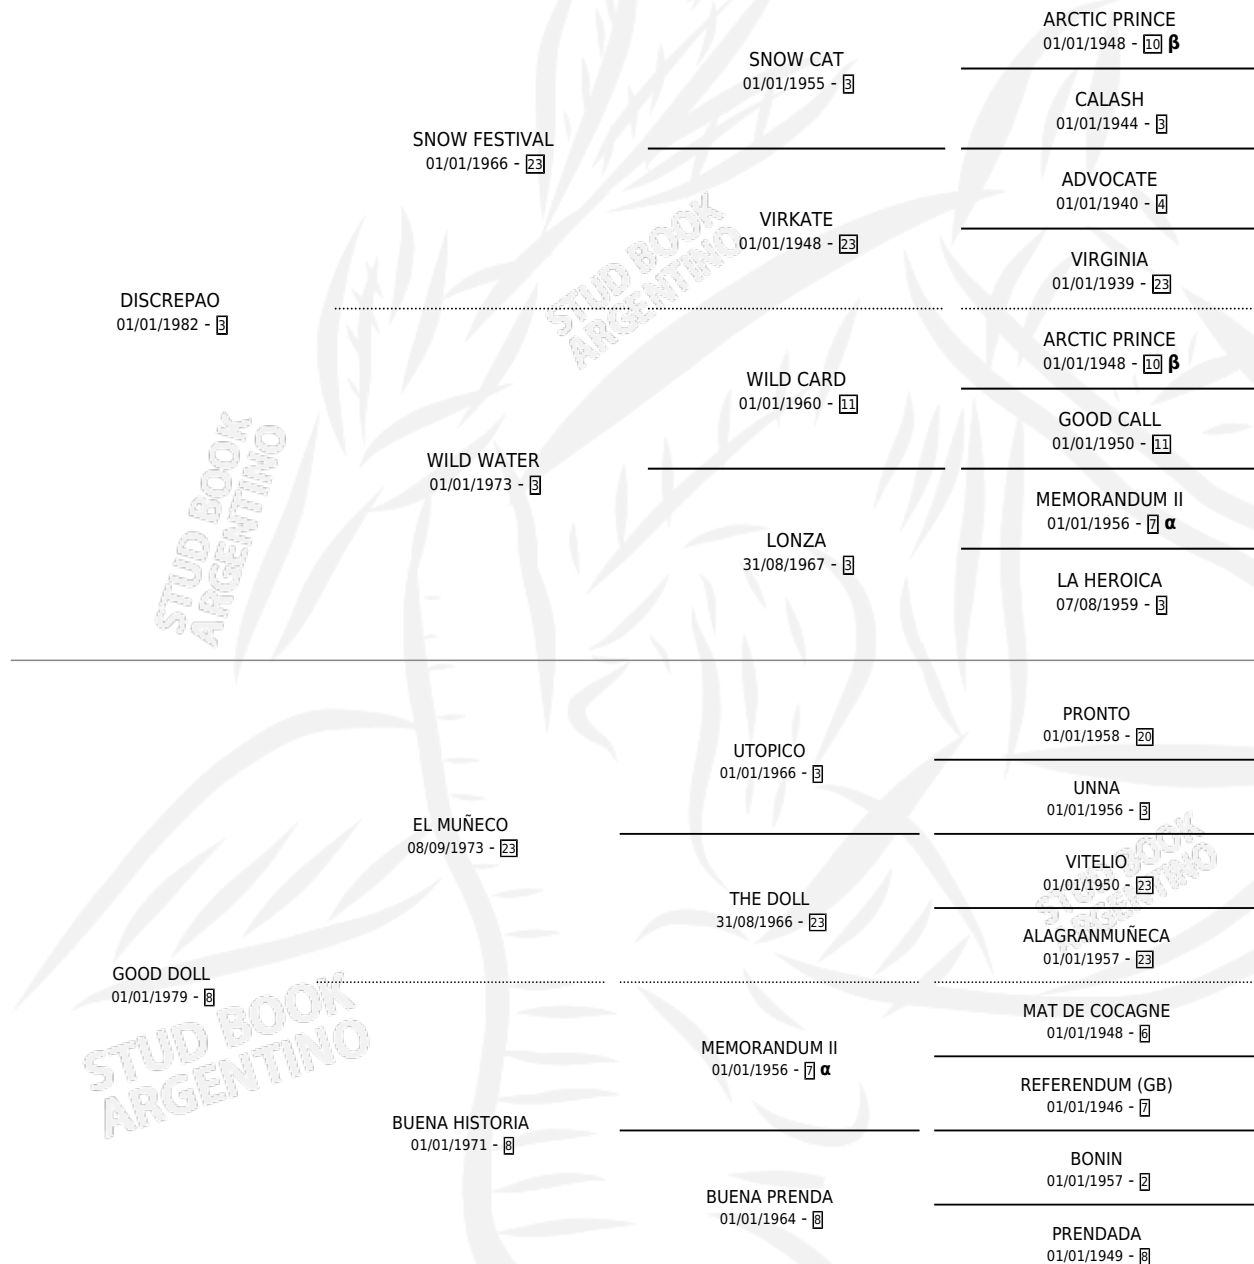 ARCTIC PRINCE
01/01/1948 - 10 β
SNOW CAT
01/01/1955 - 3
CALASH
01/01/1944 - 3
SNOW FESTIVAL
01/01/1966 - 23
ADVOCATE
01/01/1940 - 4
VIRKATE
01/01/1948 - 23
VIRGINIA
01/01/1939 - 23
DISCREPAO
01/01/1982 - 3
ARCTIC PRINCE
01/01/1948 - 10 β
WILD CARD
01/01/1960 - 11
GOOD CALL
01/01/1950 - 11
WILD WATER
01/01/1973 - 3
MEMORANDUM II
01/01/1956 - 7 α
LONZA
31/08/1967 - 3
LA HEROICA
07/08/1959 - 3
PRONTO
01/01/1958 - 20
UTOPICO
01/01/1966 - 3
UNNA
01/01/1956 - 3
EL MUÑECO
08/09/1973 - 23
VITELIO
01/01/1950 - 23
THE DOLL
31/08/1966 - 23
ALAGRANMUÑECA
01/01/1957 - 23
GOOD DOLL
01/01/1979 - 8
MAT DE COCAGNE
01/01/1948 - 6
MEMORANDUM II
01/01/1956 - 7 α
REFERENDUM (GB)
01/01/1946 - 7
BUENA HISTORIA
01/01/1971 - 8
BONIN
01/01/1957 - 2
BUENA PRENDA
01/01/1964 - 8
PRENDADA
01/01/1949 - 8
STUD BOOK
ARGENTINO
STUD BOOK
ARGENTINO
STUD BOOK
ARGENTINO
STUD BOOK
ARGENTINO